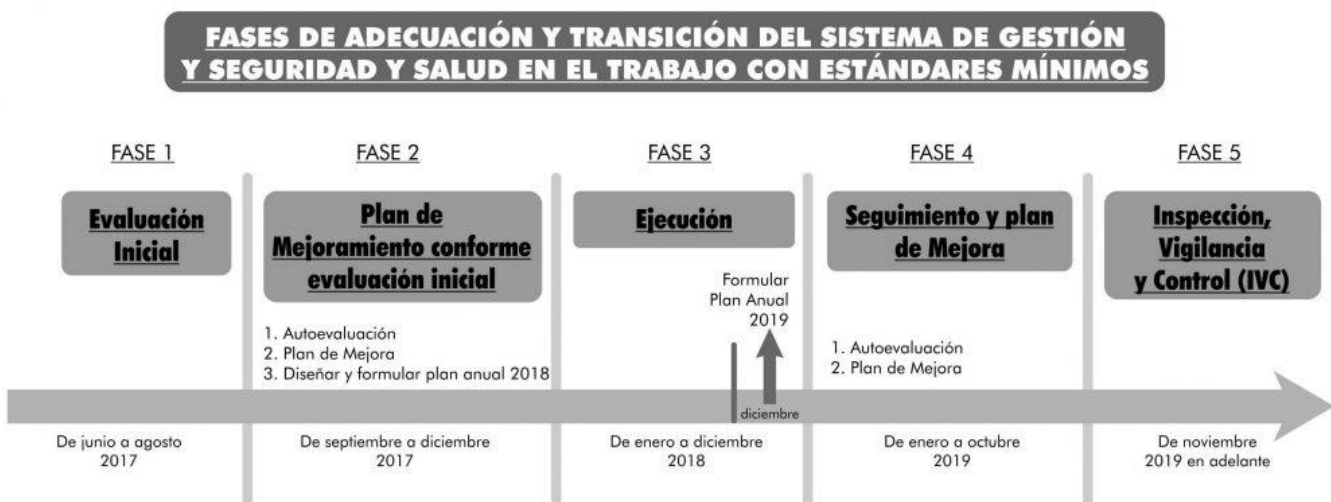 FASES DE ADECUACIÓN Y TRANSICIÓN DEL SISTEMA DE GESTIÓN
Y SEGURIDAD Y SALUD EN EL TRABAJO CON ESTÁNDARES MÍNIMOS
FASE 1
Evaluación
Inicial
De junio a agosto
2017
FASE 2
Plan de
Mejoramiento conforme
evaluación inicial
1. Autoevaluación
2. Plan de Mejora
3. Diseñar y formular plan anual 2018
De septiembre a diciembre
2017
FASE 3
Ejecución
Formular
Plan Anual
2019
diciembre
De enero a diciembre
2018
FASE 4
Seguimiento y plan
de Mejora
1. Autoevaluación
2. Plan de Mejora
De enero a octubre
2019
FASE 5
Inspección,
Vigilancia
y Control (IVC)
De noviembre
2019 en adelante